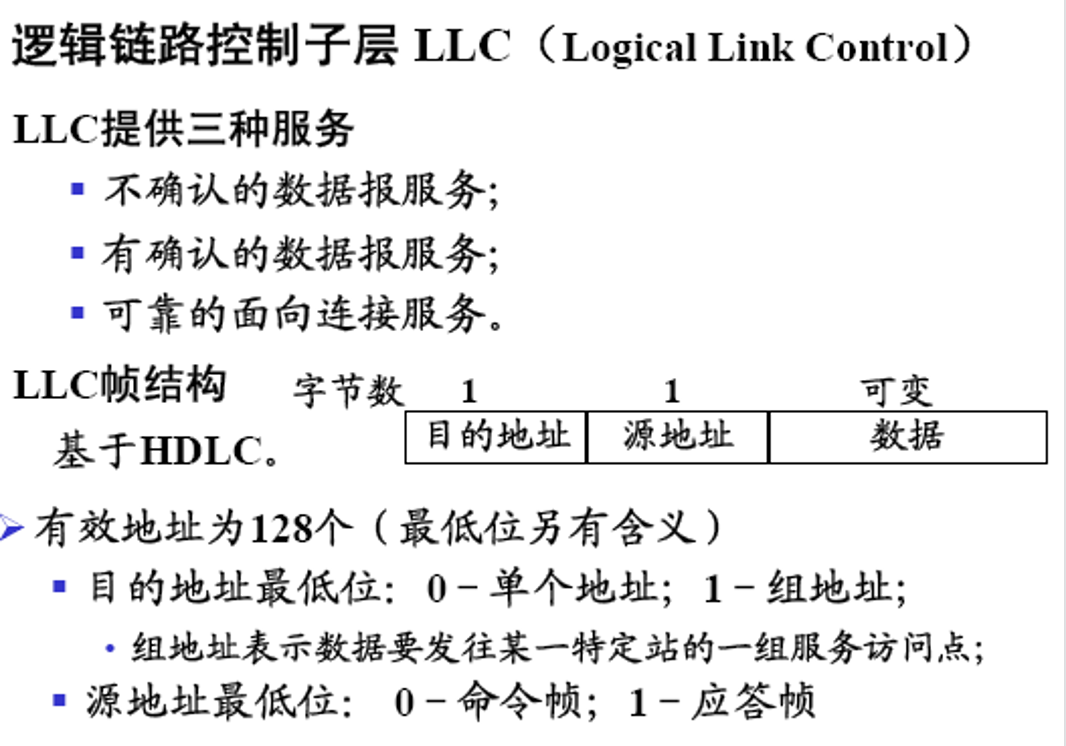 逻辑链路控制子层 LLC（Logical Link Control）
LLC提供三种服务
▪ 不确认的数据报服务；
▪ 有确认的数据报服务；
▪ 可靠的面向连接服务。
LLC帧结构 字节数 1 1 可变
基于HDLC。 目的地址 源地址 数据
➢ 有效地址为128个（最低位另有含义）
▪ 目的地址最低位： 0－单个地址；1－组地址；
• 组地址表示数据要发往某一特定站的一组服务访问点；
▪ 源地址最低位： 0－命令帧；1－应答帧